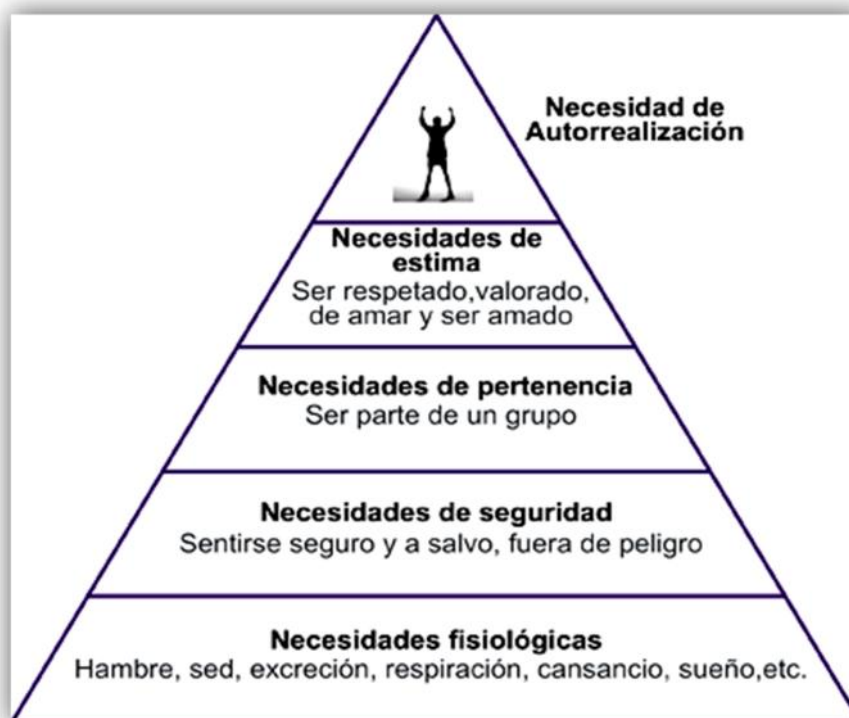 Necesidad de
Autorrealización
Necesidades de
estima
Ser respetado,valorado,
de amar y ser amado
Necesidades de pertenencia
Ser parte de un grupo
Necesidades de seguridad
Sentirse seguro y a salvo, fuera de peligro
Necesidades fisiológicas
Hambre, sed, excreción, respiración, cansancio, sueño,etc.